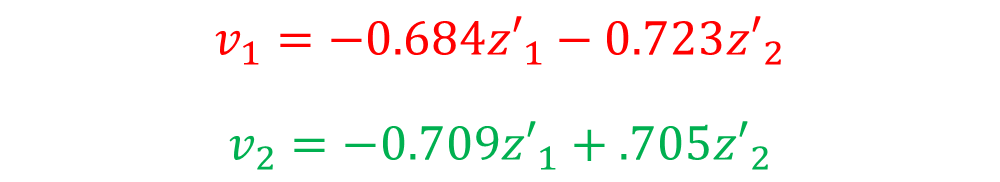 v₁ = −0.684z′₁ − 0.723z′₂
v₂ = −0.709z′₁ + .705z′₂